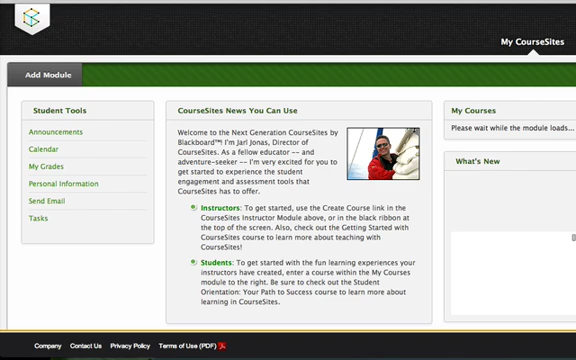 My CourseSites
Add Module
Student Tools
Announcements
Calendar
My Grades
Personal Information
Send Email
Tasks
CourseSites News You Can Use
Welcome to the Next Generation CourseSites by
Blackboard™! I'm Jarl Jonas, Director of
CourseSites. As a fellow educator -- and
adventure-seeker -- I'm very excited for you to
get started to experience the student
engagement and assessment tools that
CourseSites has to offer.
Instructors: To get started, use the Create Course link in the
CourseSites Instructor Module above, or in the black ribbon at
the top of the screen. Also, check out the Getting Started with
CourseSites course to learn more about teaching with
CourseSites!
Students: To get started with the fun learning experiences your
instructors have created, enter a course within the My Courses
module to the right. Be sure to check out the Student
Orientation: Your Path to Success course to learn more about
learning in CourseSites.
My Courses
Please wait while the module loads...
What's New
Company Contact Us Privacy Policy Terms of Use (PDF)